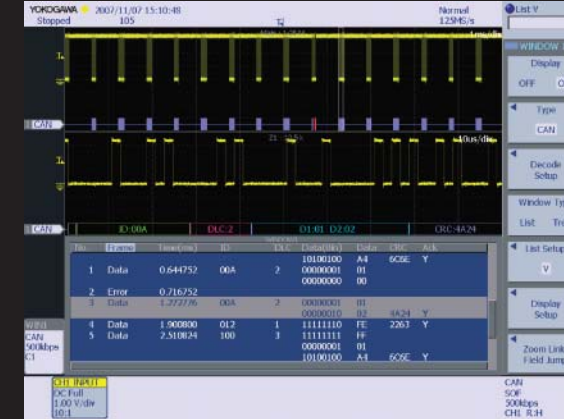 YOKOGAWA 2007/11/07 15:10:49 Normal
Stopped 105 125MS/s
List V
1ms/div
WINDOW
Display
OFF
Type
CAN
CAN
10us/div
Decode
Setup
Window Typ
List Tre
CAN ID:00A DLC:2 D1:01 D2:02 CRC:4A24
No. Frame Time(ms) ID DLC Data(Bin) Data CRC Ack
10100100 A4 6C6E Y
1 Data 0.644752 00A 2 00000001 01
00000000 00
2 Error 0.716752
3 Data 1.272776 00A 2 00000001 01
00000010 02 4A24 Y
4 Data 1.900800 012 1 11111110 FE 2263 Y
5 Data 2.510824 100 3 11111111 FF
00000001 01
10100100 A4 6C6E Y
List Setup
Display
Setup
Zoom Link
Field Jump
WIN1
CAN
500kbps
C1
CH1 INPUT
DC Full
1.00 V/div
10:1
CAN
SOF
500kbps
CH1 R:H